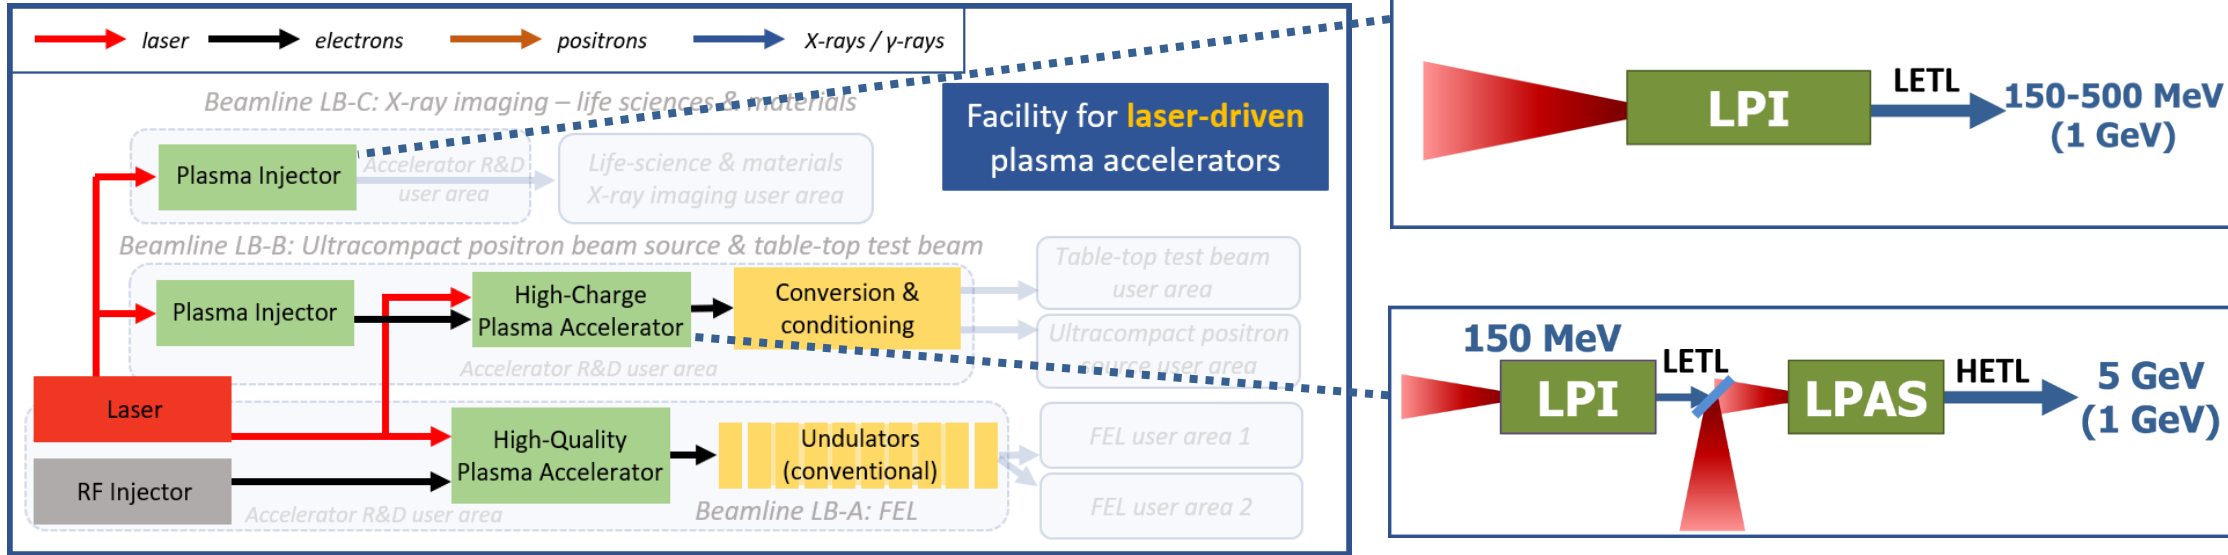 laser
electrons
positrons
X-rays / γ-rays
Beamline LB-C: X-ray imaging – life sciences & materials
Facility for laser-driven
plasma accelerators
Plasma Injector
Accelerator R&D
user area
Life-science & materials
X-ray imaging user area
Beamline LB-B: Ultracompact positron beam source & table-top test beam
Plasma Injector
High-Charge
Plasma Accelerator
Conversion &
conditioning
Table-top test beam
user area
Ultracompact positron
source user area
Accelerator R&D user area
Laser
RF Injector
High-Quality
Plasma Accelerator
Undulators
(conventional)
FEL user area 1
FEL user area 2
Accelerator R&D user area
Beamline LB-A: FEL
LPI
LETL
150-500 MeV
(1 GeV)
150 MeV
LPI
LETL
LPAS
HETL
5 GeV
(1 GeV)